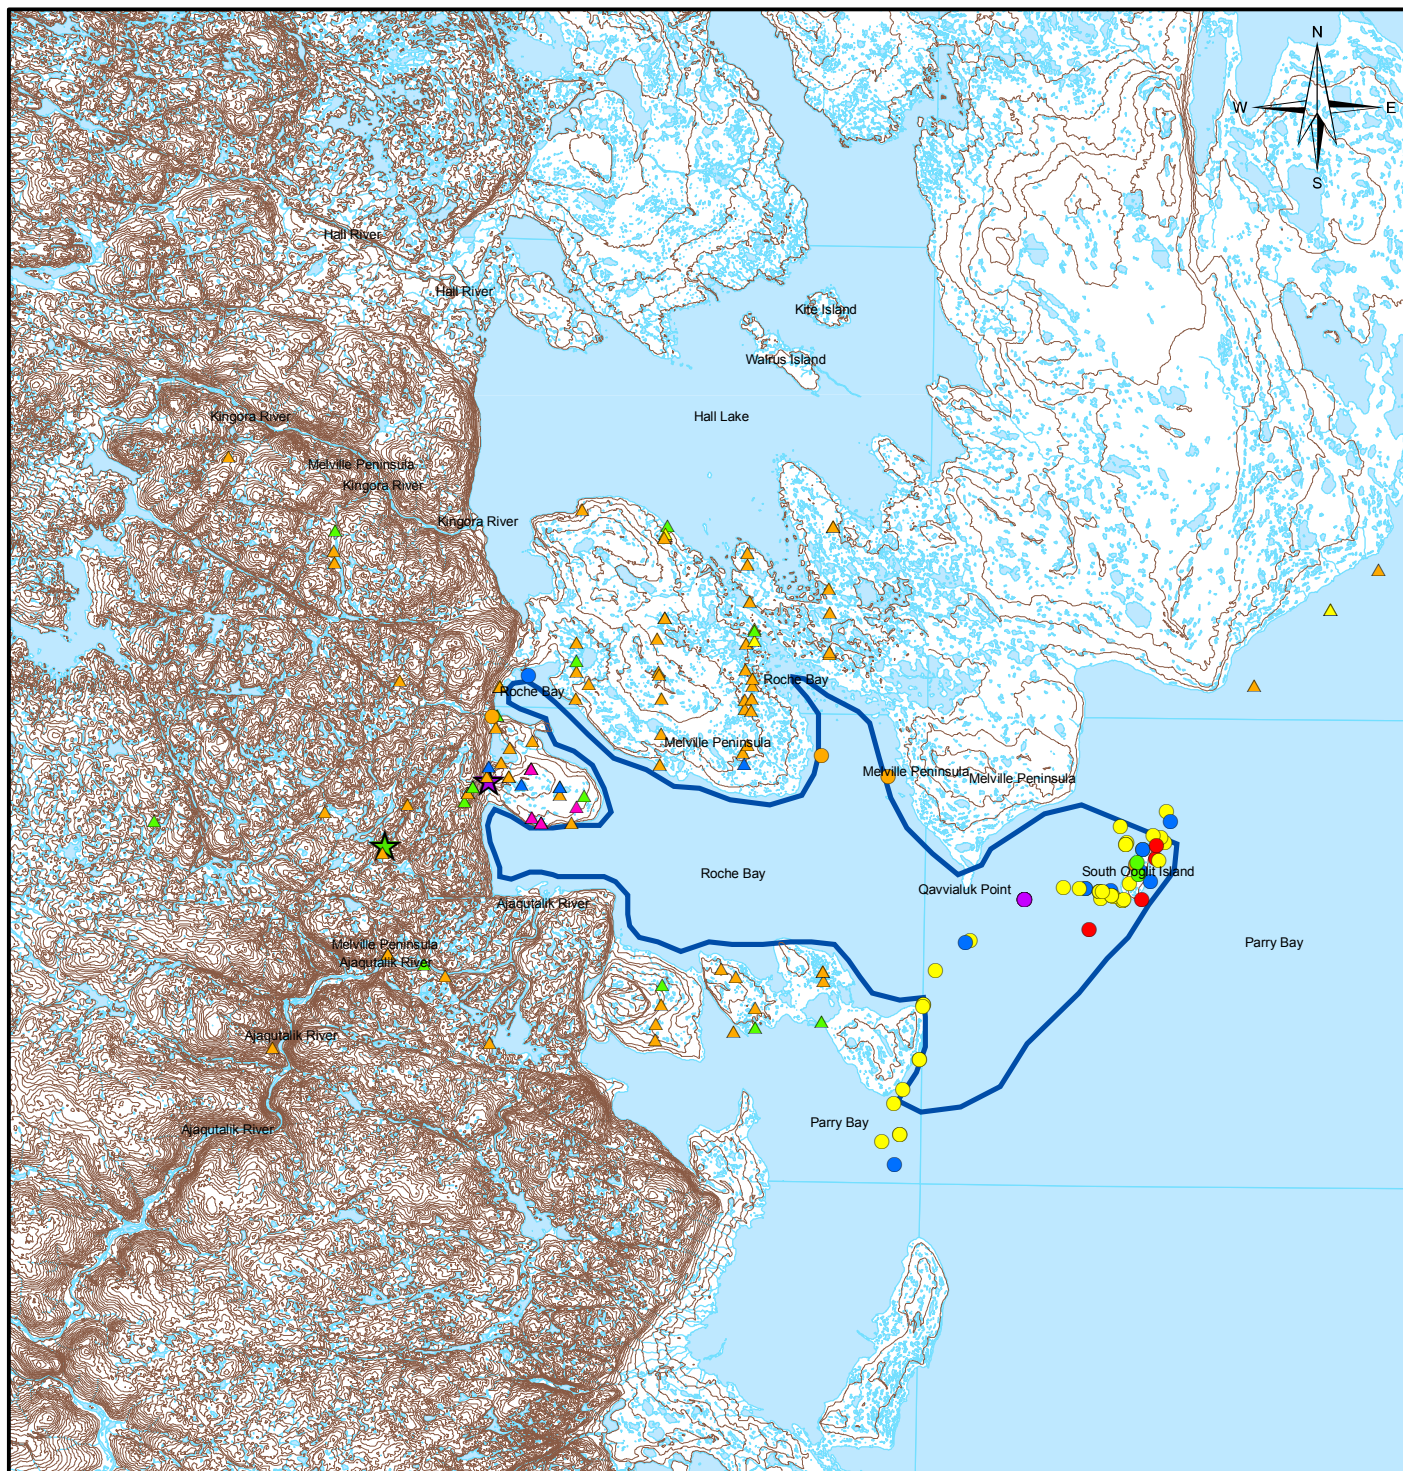 N
W E
S
Hall River
Hall River
Kite Island
Walrus Island
Kingora River
Hall Lake
Melville Peninsula
Kingora River
Kingora River
Roche Bay
Roche Bay
Melville Peninsula
Melville Peninsula
Melville Peninsula
Roche Bay
South Ooglit Island
Qavvialuk Point
Ajaqutalik River
Melville Peninsula
Parry Bay
Ajaqutalik River
Ajaqutalik River
Parry Bay
Ajaqutalik River